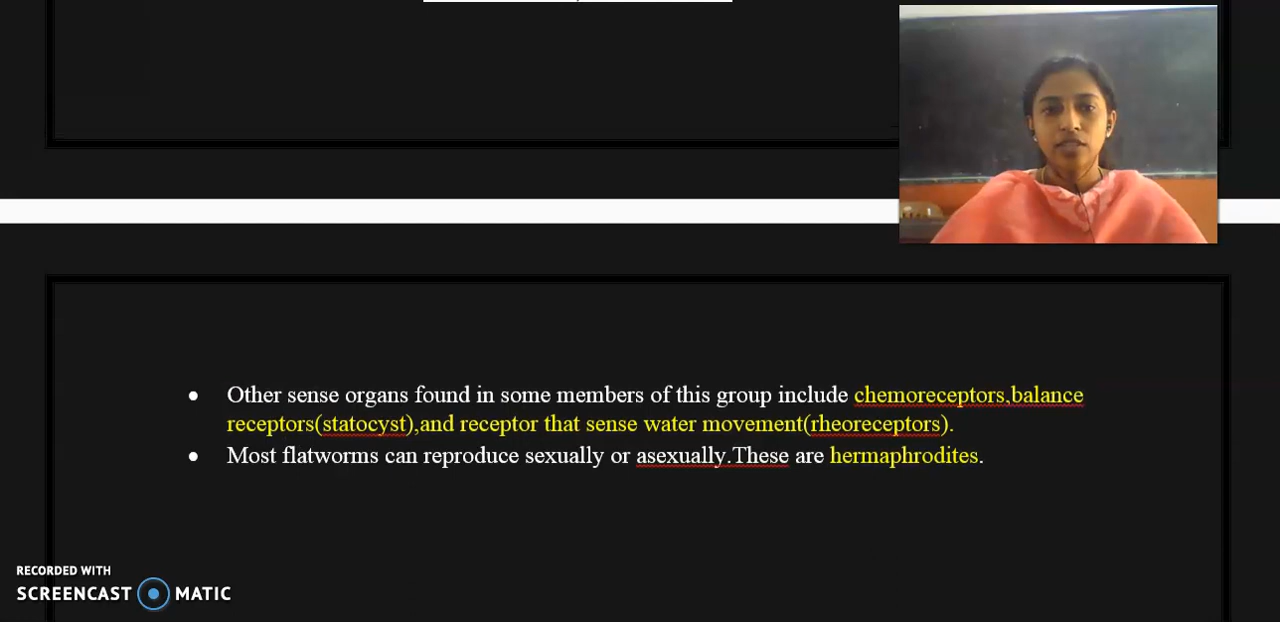 Other sense organs found in some members of this group include chemoreceptors,balance
receptors(statocyst),and receptor that sense water movement(rheoreceptors).
Most flatworms can reproduce sexually or asexually.These are hermaphrodites.
RECORDED WITH
SCREENCAST MATIC